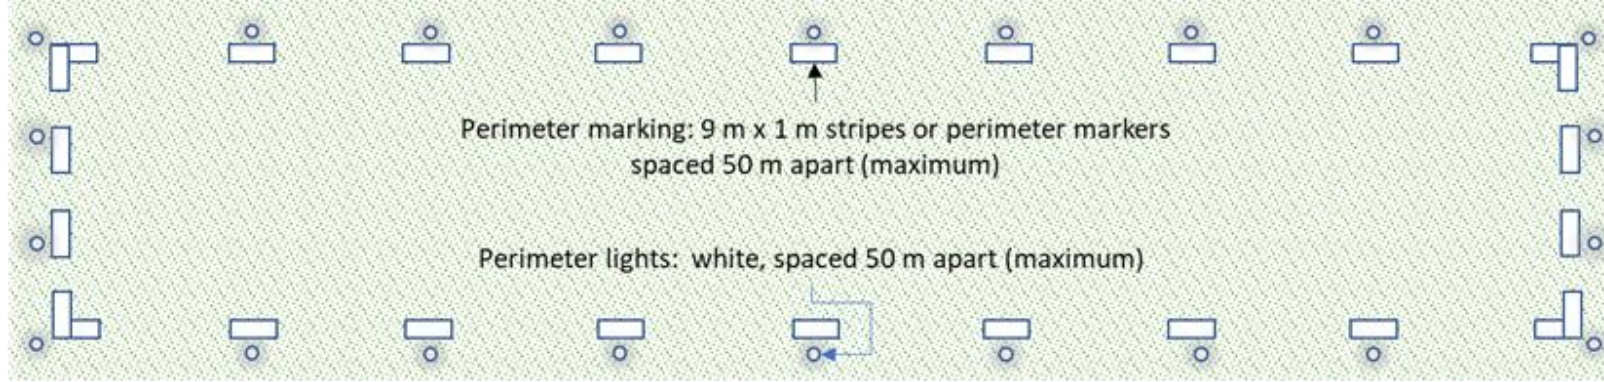 Perimeter marking: 9 m x 1 m stripes or perimeter markers
spaced 50 m apart (maximum)
Perimeter lights:  white, spaced 50 m apart (maximum)